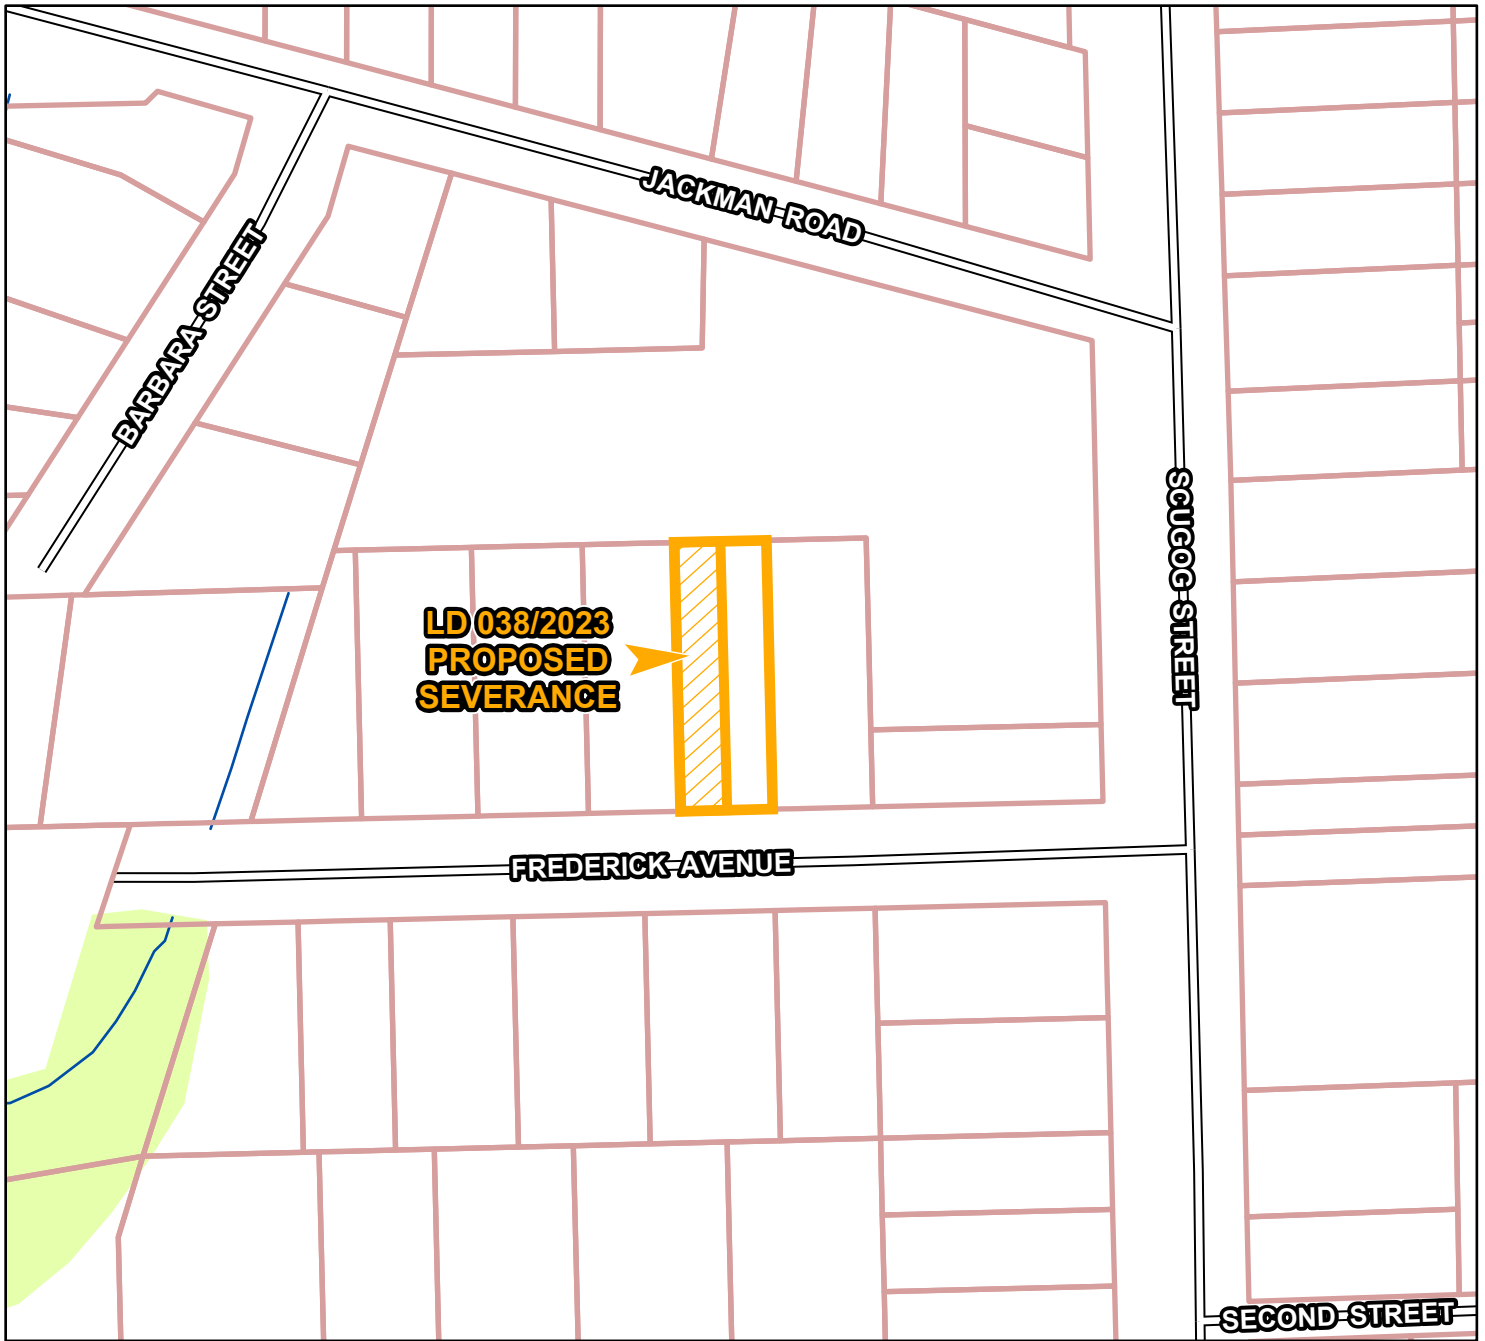 JACKMAN ROAD
BARBARA STREET
SCUGOG STREET
LD 038/2023
PROPOSED
SEVERANCE
FREDERICK AVENUE
SECOND STREET